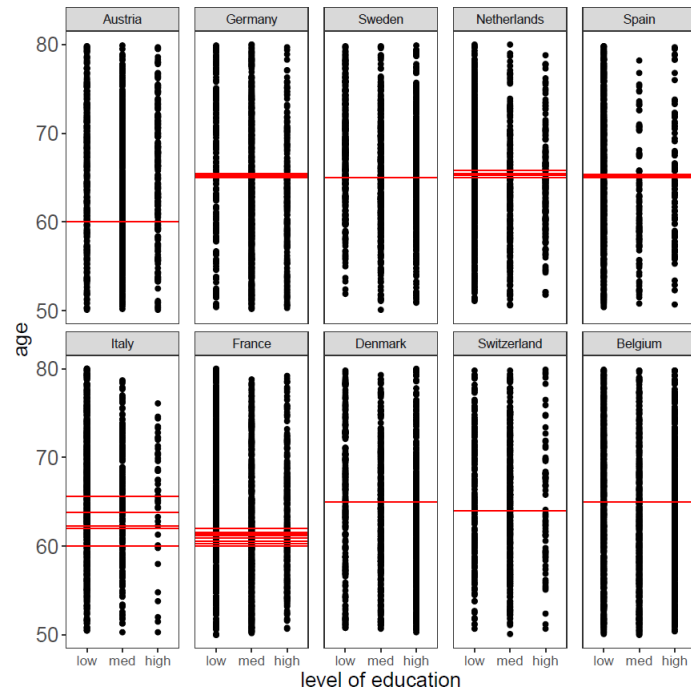 Austria Germany Sweden Netherlands Spain
80
70
60
50
age
Italy France Denmark Switzerland Belgium
80
70
60
50
low med high low med high low med high low med high low med high
level of education